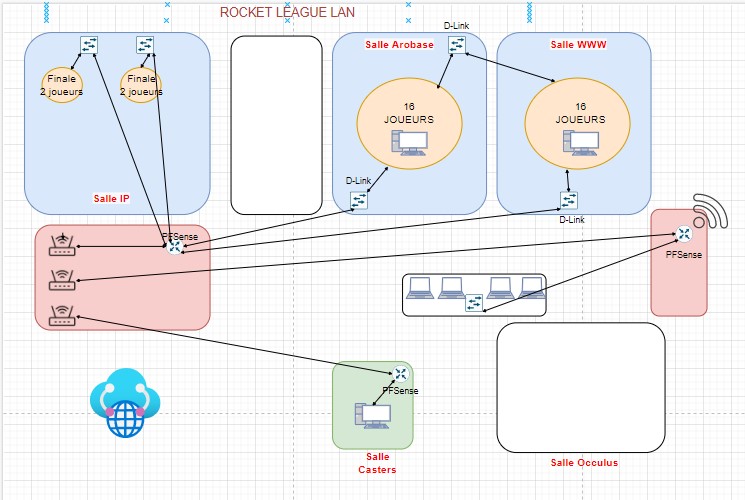 ROCKET LEAGUE LAN
D-Link
Salle Arobase
Salle WWW
Finale
2 joueurs
Finale
2 joueurs
16
JOUEURS
16
JOUEURS
D-Link
Salle IP
D-Link
PFSense
PFSense
PFSense
Salle
Casters
Salle Occulus